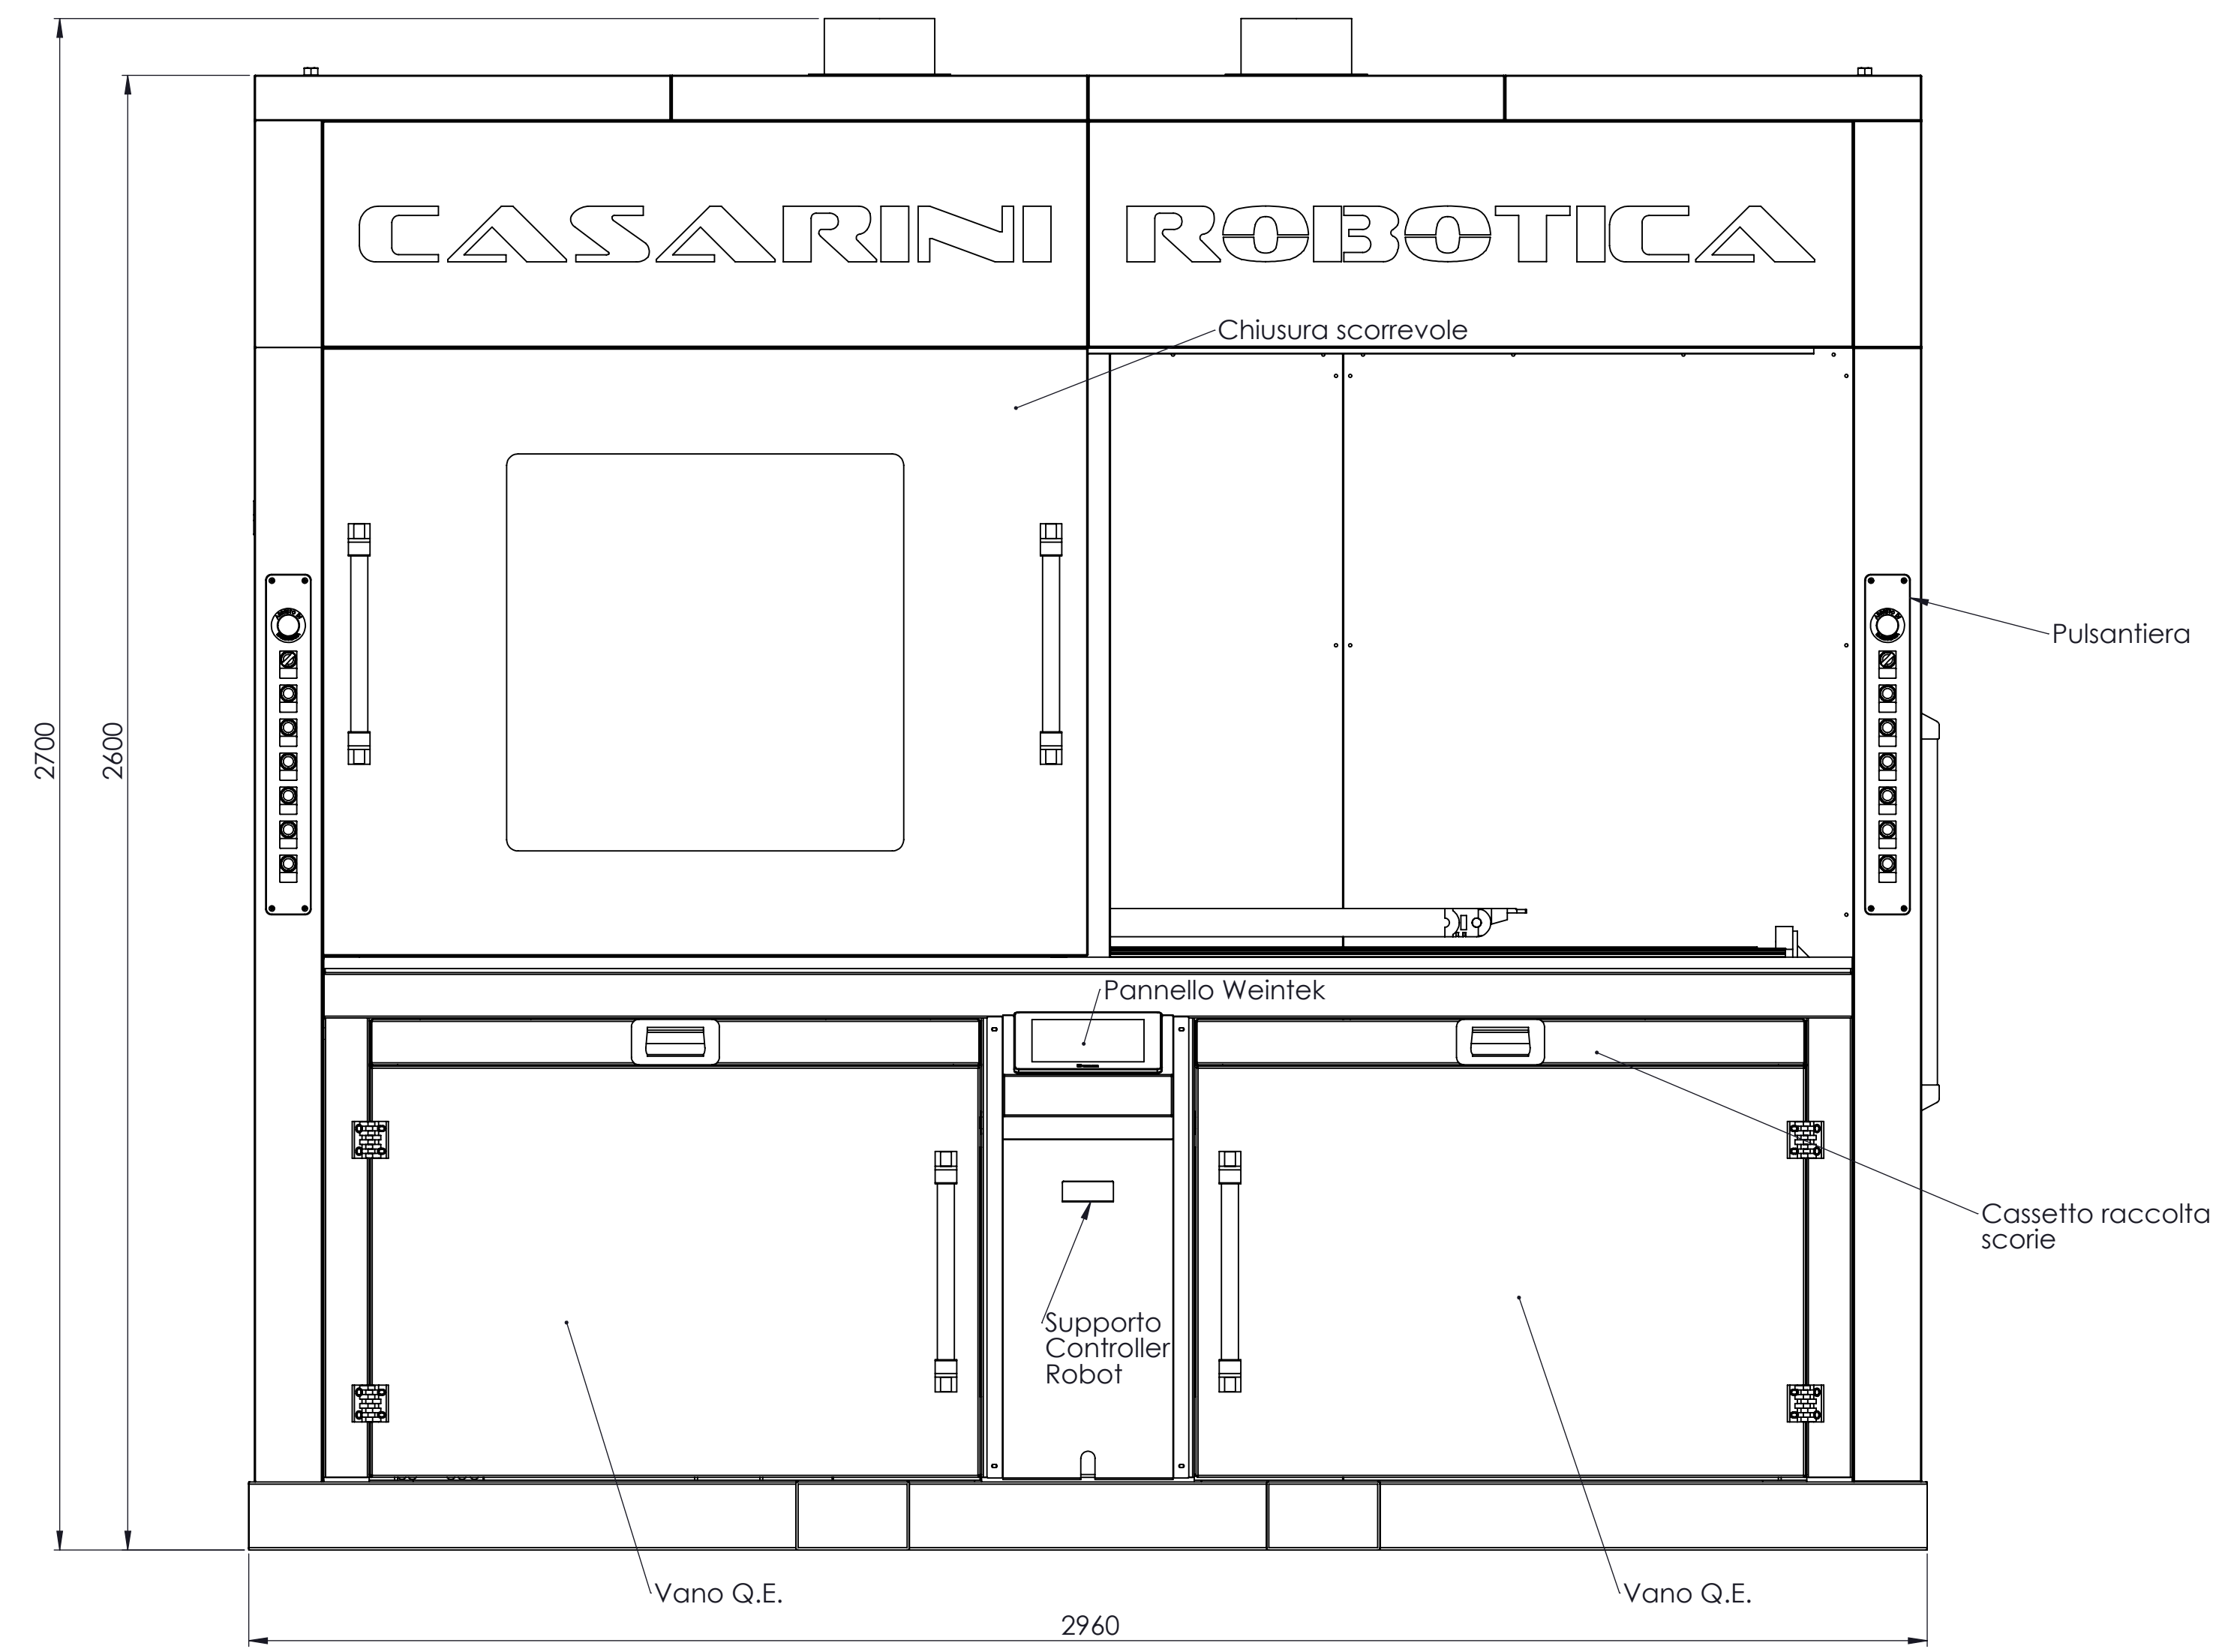 CASARINI ROBOTICA
Chiusura scorrevole
Pulsantiera
2700
2600
Pannello Weintek
Cassetto raccolta
scorie
Supporto
Controller
Robot
Vano Q.E.
Vano Q.E.
2960